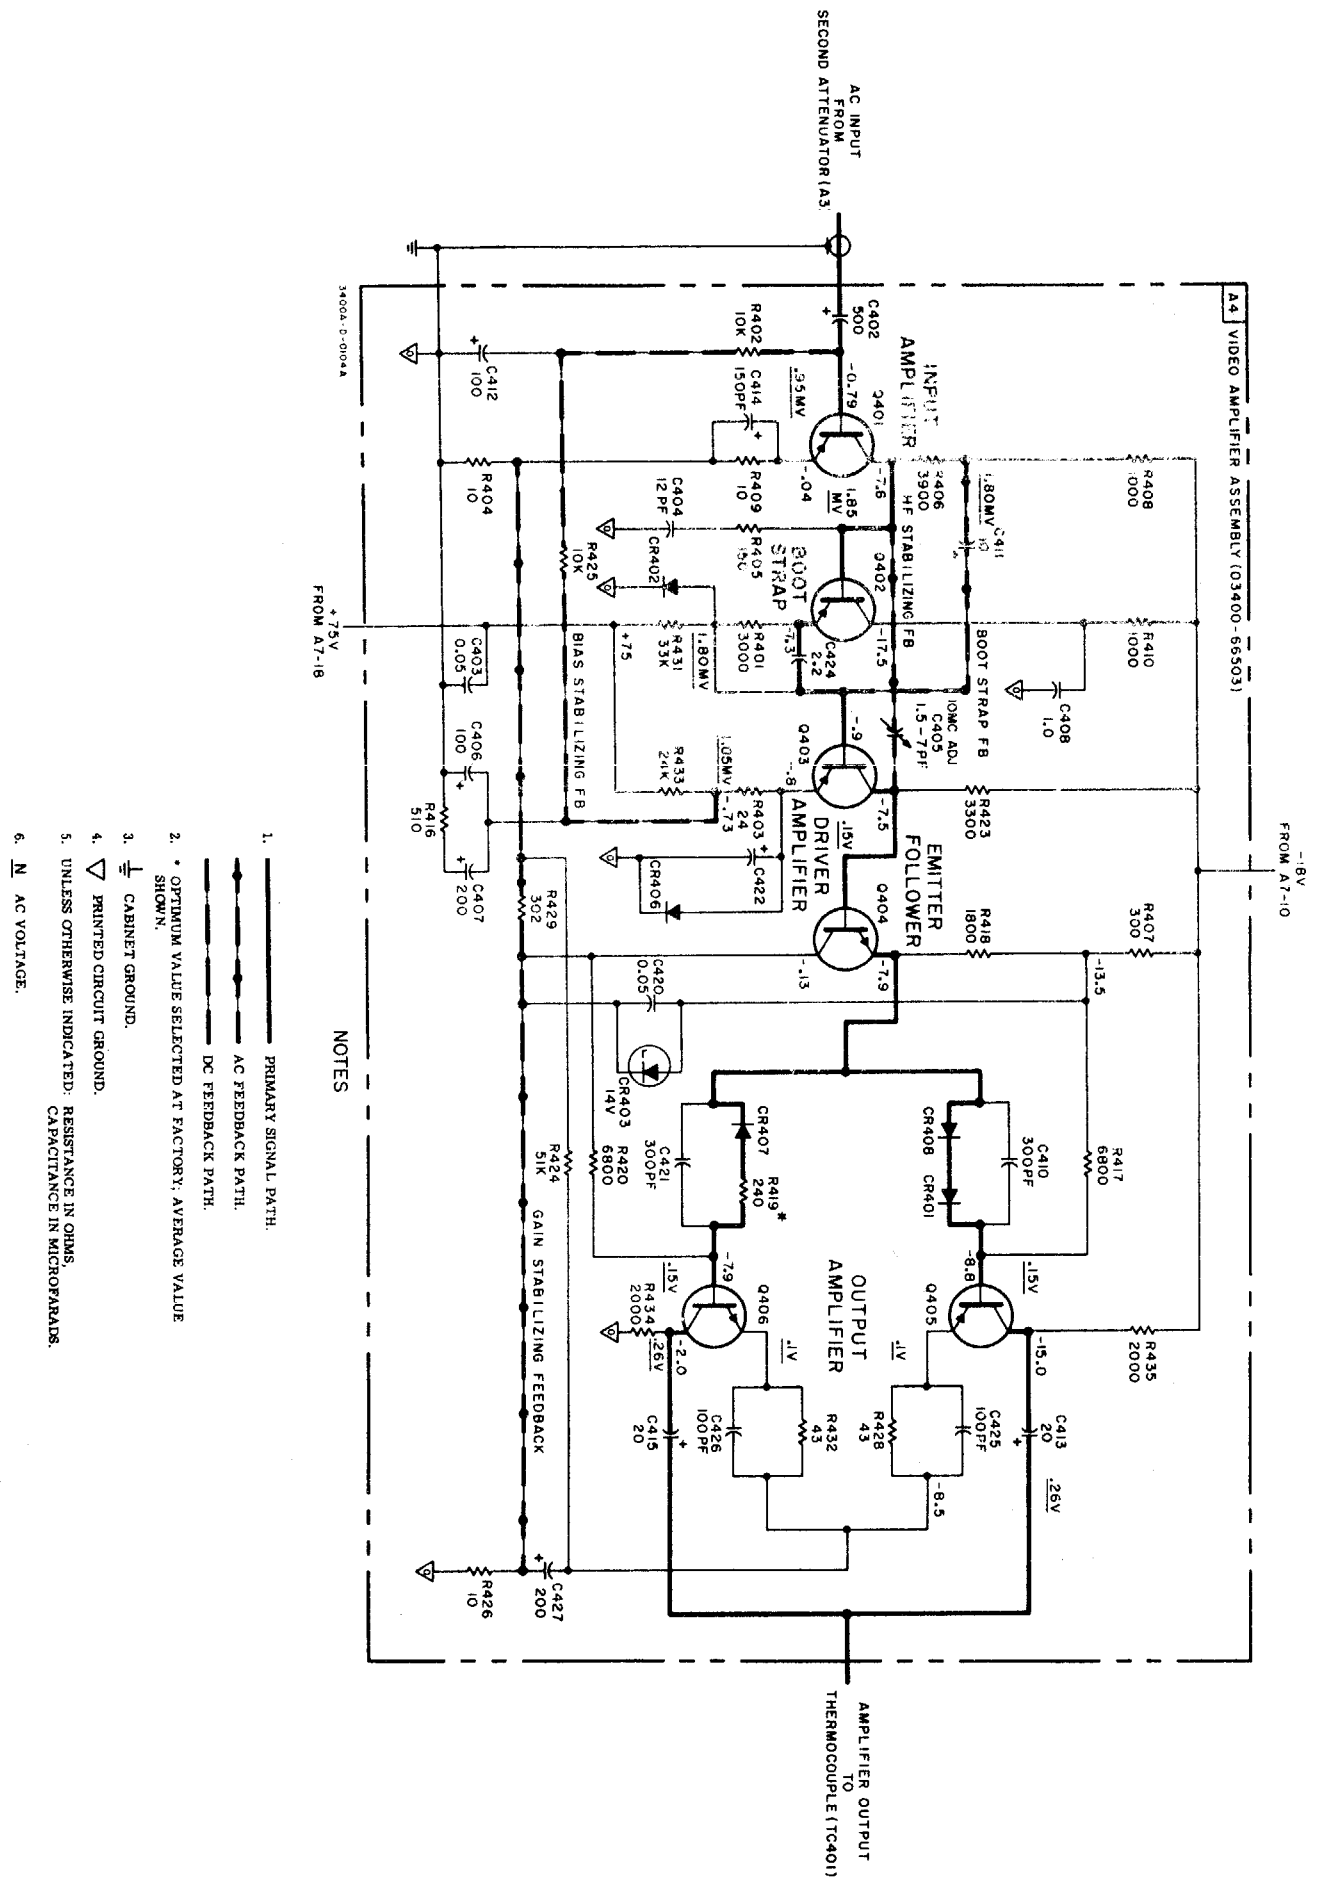 A4 VIDEO AMPLIFIER ASSEMBLY (03400-66503)
-18V
FROM A7-10
AC INPUT
FROM
SECOND ATTENUATOR (A3)
C402
500
INPUT
AMPLIFIER
Q401
-0.79
.95MV
R402
10K
C414
150PF
R409
10
-.04
-7.6
1.85
MV
R406
3900
R408
1000
1.80MV
C411
10
HF STABILIZING FB
BOOT STRAP FB
Q402
BOOT
STRAP
-17.5
-7.3
R405
C404
12PF
CR402
R401
3000
1.80MV
R431
33K
+75
C424
2.2
R410
1000
C408
1.0
10MC ADJ
C405
1.5-7PF
-.9
Q403
-.8
-7.5
DRIVER
AMPLIFIER
R423
3300
.15V
1.05MV
-.73
R403
24
R433
24K
C422
CR406
EMITTER
FOLLOWER
Q404
-7.9
-.13
R418
1800
R407
300
-13.5
C420
0.05
CR403
14V
R417
6800
C410
300PF
CR408
CR401
CR407
R419*
240
C421
300PF
R420
6800
R424
51K
OUTPUT
AMPLIFIER
-8.8
.15V
Q405
-15.0
R435
2000
.1V
C425
100PF
R428
43
-8.5
C413
20
.26V
-7.9
.15V
Q406
.1V
R434
2000
.26V
-2.0
R432
43
C426
100PF
C415
20
C412
100
R404
10
R425
10K
BIAS STABILIZING FB
C403
0.05
C406
100
R416
510
C407
200
R429
302
GAIN STABILIZING FEEDBACK
C427
200
R426
10
AMPLIFIER OUTPUT
TO
THERMOCOUPLE (TC401)
+75V
FROM A7-18
3400A-D-0104A
NOTES
1. PRIMARY SIGNAL PATH.
AC FEEDBACK PATH.
DC FEEDBACK PATH.
2. * OPTIMUM VALUE SELECTED AT FACTORY; AVERAGE VALUE
SHOWN.
3. CABINET GROUND.
4. PRINTED CIRCUIT GROUND.
5. UNLESS OTHERWISE INDICATED: RESISTANCE IN OHMS,
CAPACITANCE IN MICROFARADS.
6. N AC VOLTAGE.